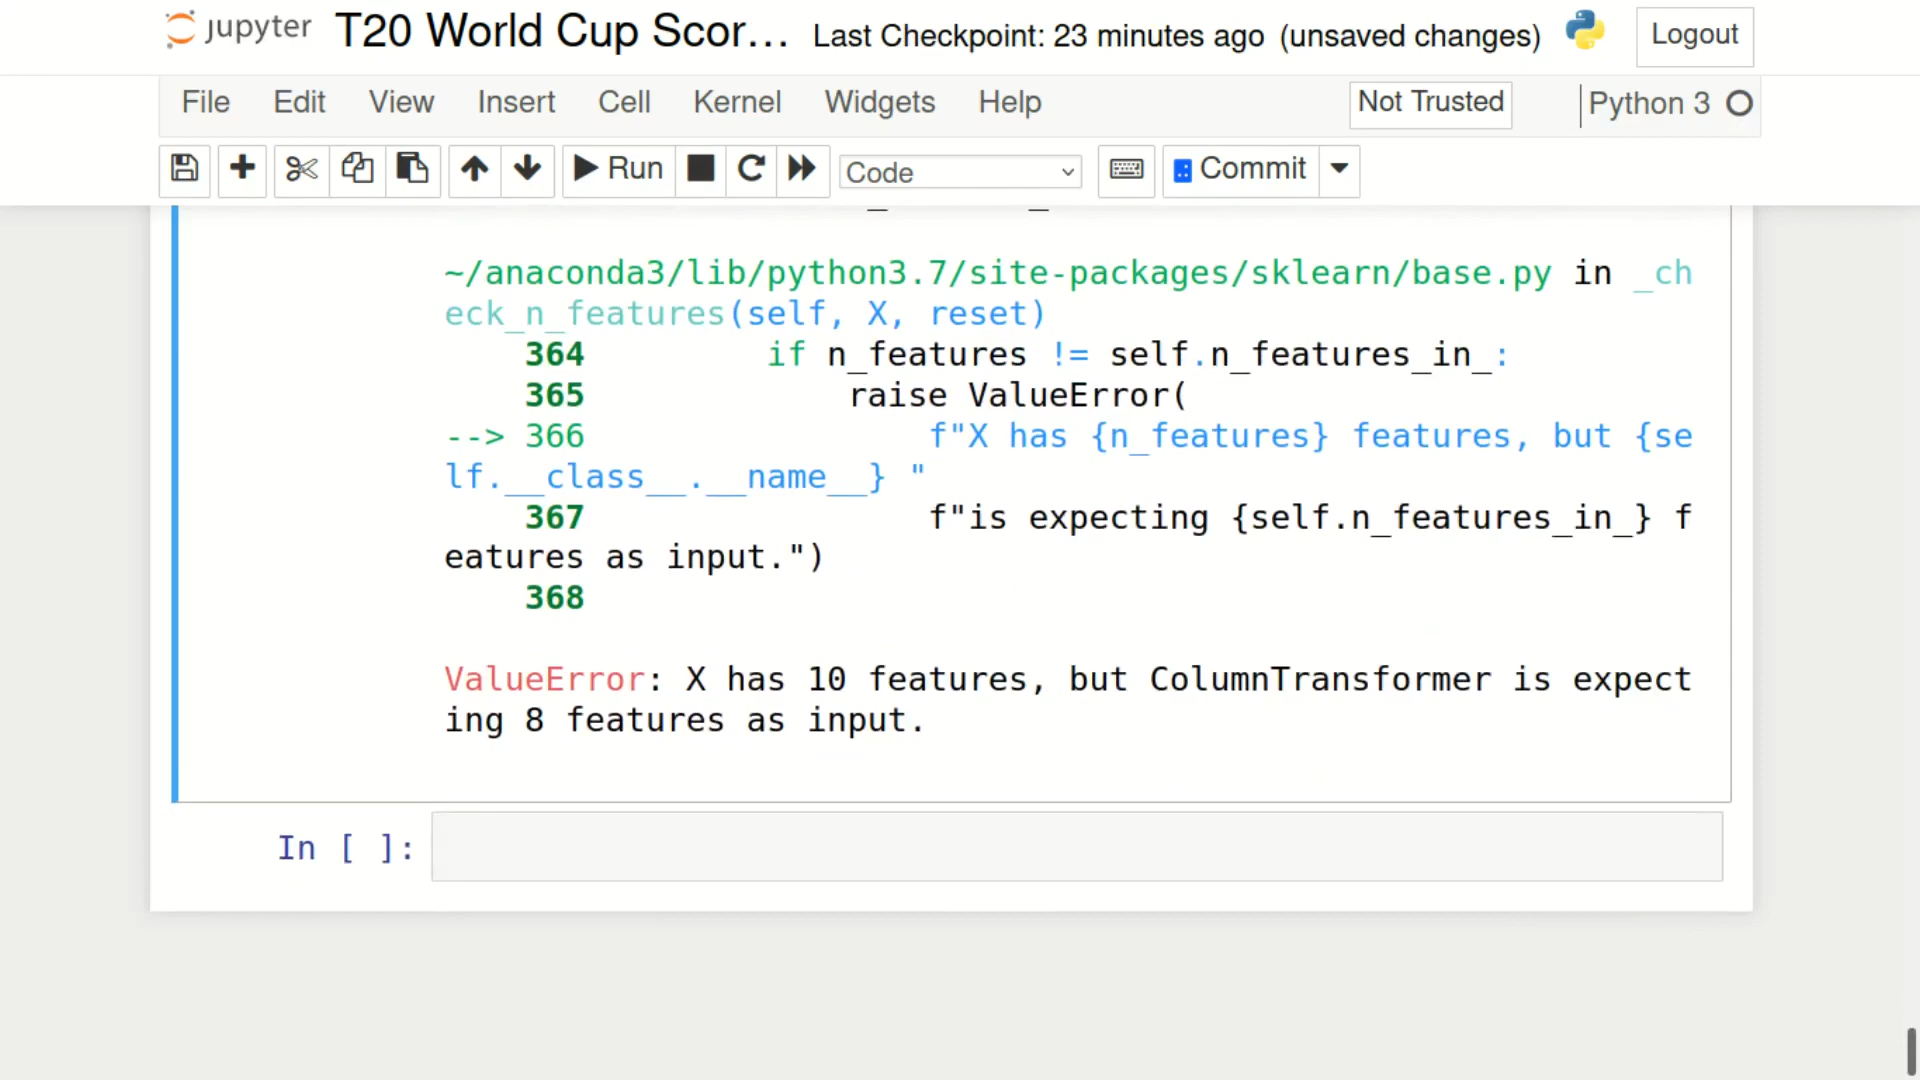 jupyter T20 World Cup Scor... Last Checkpoint: 23 minutes ago (unsaved changes) Logout
File Edit View Insert Cell Kernel Widgets Help Not Trusted Python 3
Run Code Commit
~/anaconda3/lib/python3.7/site-packages/sklearn/base.py in _ch
eck_n_features(self, X, reset)
364 if n_features != self.n_features_in_:
365 raise ValueError(
--> 366 f"X has {n_features} features, but {se
lf.__class__.__name__} "
367 f"is expecting {self.n_features_in_} f
eatures as input.")
368
ValueError: X has 10 features, but ColumnTransformer is expect
ing 8 features as input.
In [ ]: